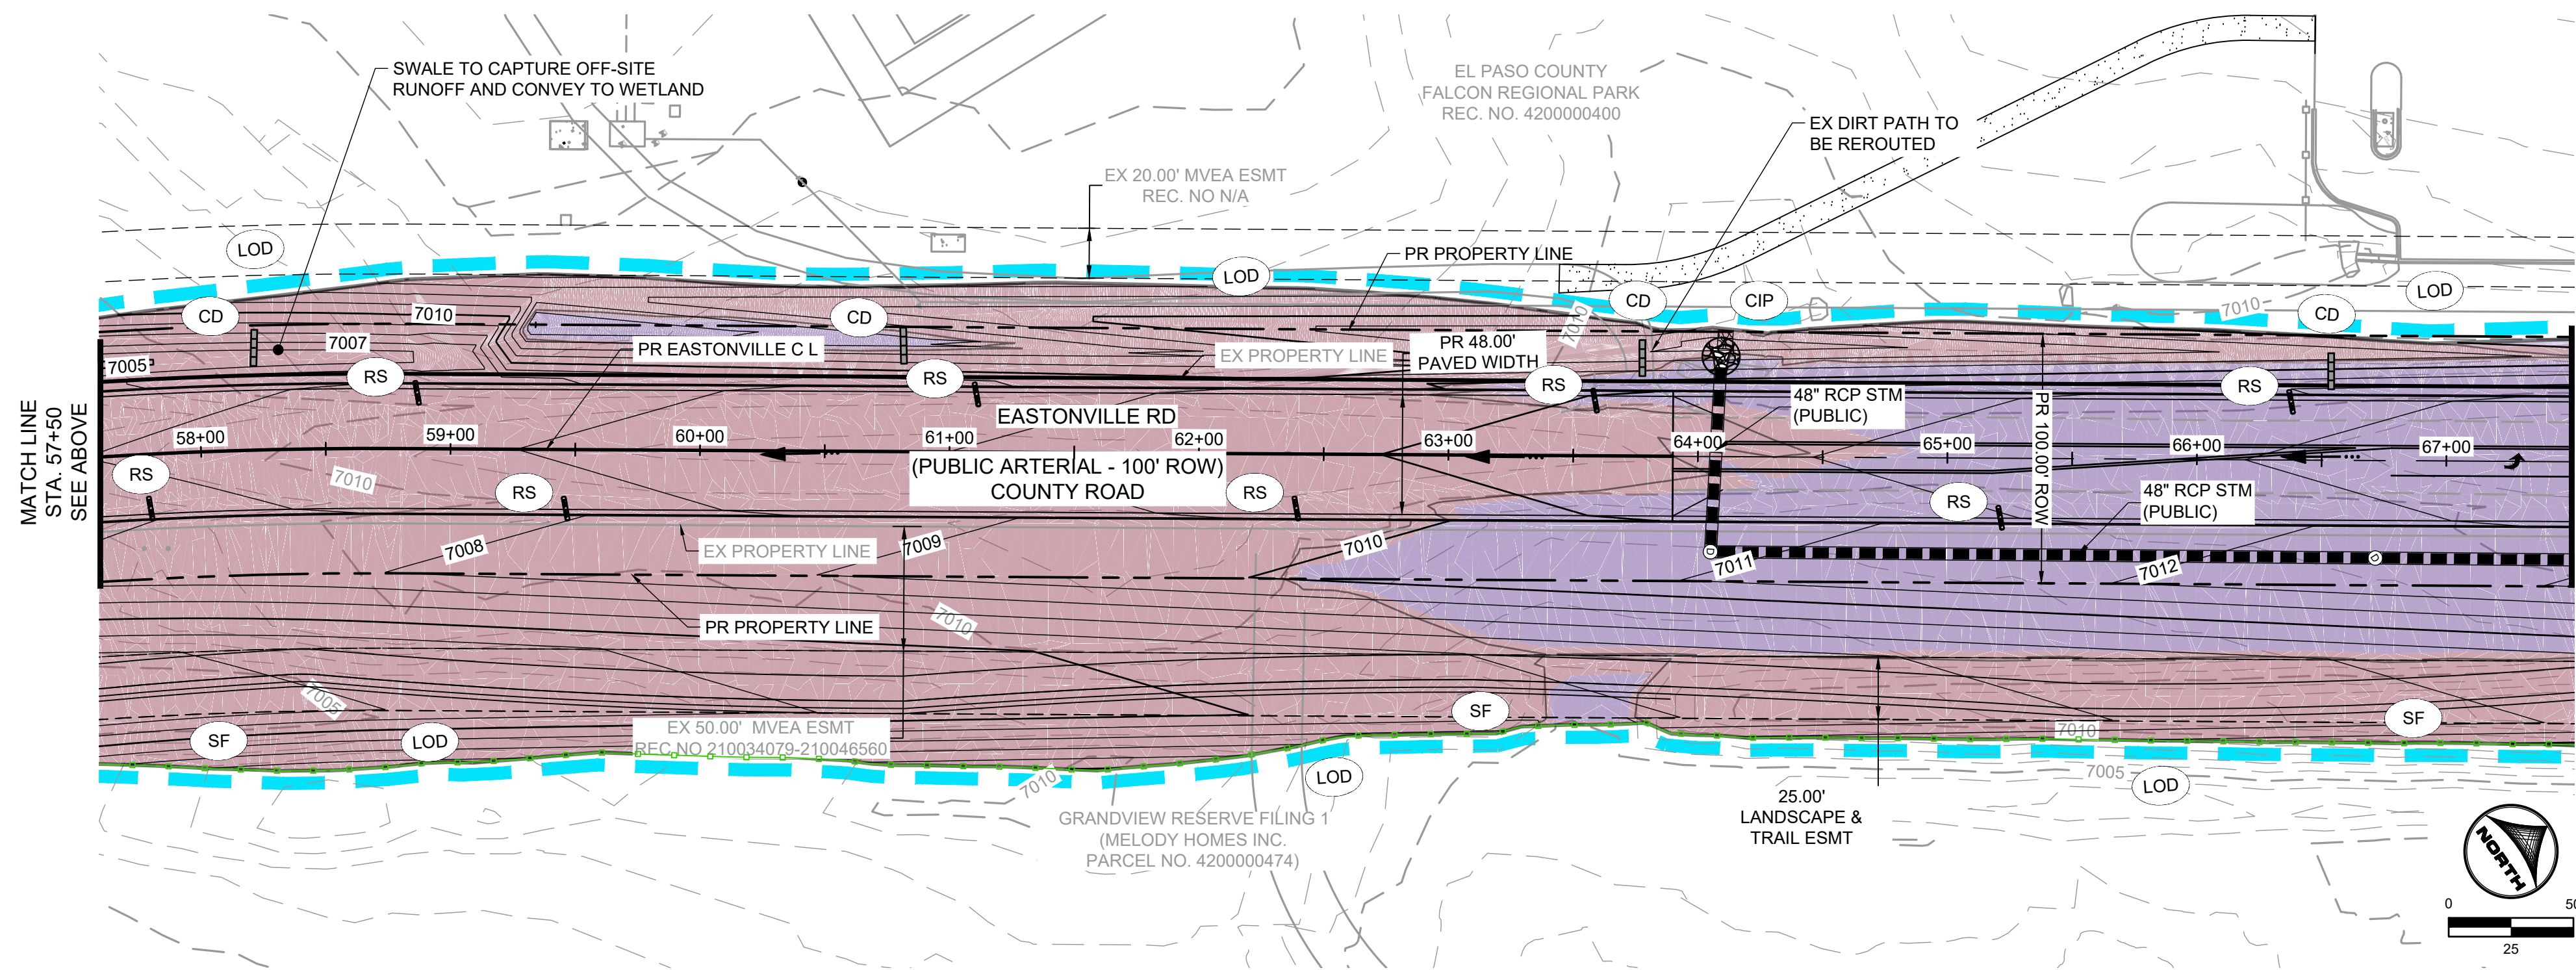 SWALE TO CAPTURE OFF-SITE
RUNOFF AND CONVEY TO WETLAND
EL PASO COUNTY
FALCON REGIONAL PARK
REC. NO. 4200000400
EX DIRT PATH TO
BE REROUTED
EX 20.00' MVEA ESMT
REC. NO N/A
LOD
LOD
LOD
PR PROPERTY LINE
CD
CD
CD
CIP
CD
7010
7010
7010
7007
7005
PR EASTONVILLE C L
EX PROPERTY LINE
PR 48.00'
PAVED WIDTH
RS
RS
RS
RS
MATCH LINE
STA. 57+50
SEE ABOVE
EASTONVILLE RD
48" RCP STM
(PUBLIC)
PR 100.00' ROW
58+00
59+00
60+00
61+00
62+00
63+00
64+00
65+00
66+00
67+00
(PUBLIC ARTERIAL - 100' ROW)
COUNTY ROAD
RS
RS
RS
RS
7010
48" RCP STM
(PUBLIC)
EX PROPERTY LINE
7008
7009
7010
7011
7012
D
D
PR PROPERTY LINE
7010
7005
EX 50.00' MVEA ESMT
REC NO 210034079-210046560
SF
LOD
SF
SF
7010
7010
7005
LOD
LOD
25.00'
LANDSCAPE &
TRAIL ESMT
GRANDVIEW RESERVE FILING 1
(MELODY HOMES INC.
PARCEL NO. 4200000474)
NORTH
0
25